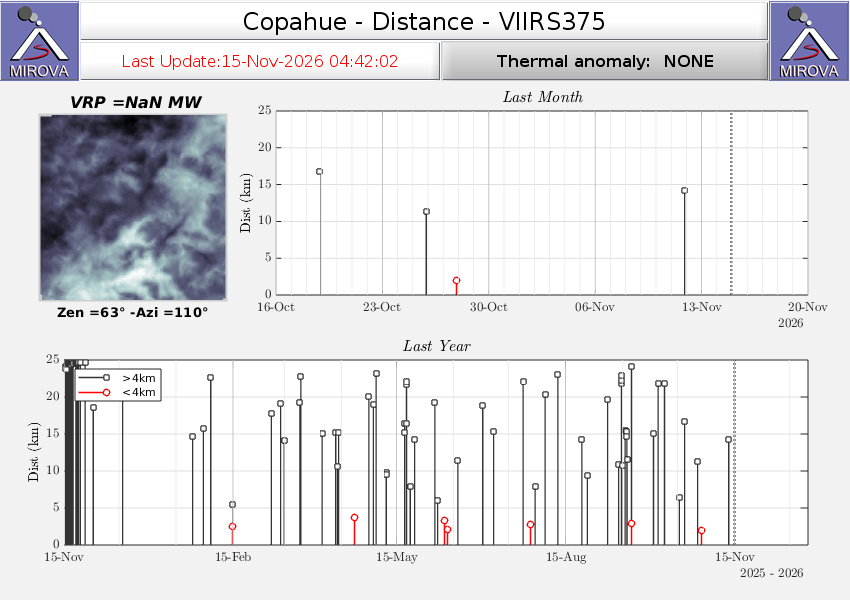 MIROVA
Copahue - Distance - VIIRS375
MIROVA
Last Update:15-Nov-2026 04:42:02
Thermal anomaly: NONE
VRP =NaN MW
Zen =63° -Azi =110°
Last Month
Dist (km)
25
20
15
10
5
0
16-Oct
23-Oct
30-Oct
06-Nov
13-Nov
20-Nov
2026
Last Year
Dist (km)
25
20
15
10
5
0
>4km
<4km
15-Nov
15-Feb
15-May
15-Aug
15-Nov
2025 - 2026